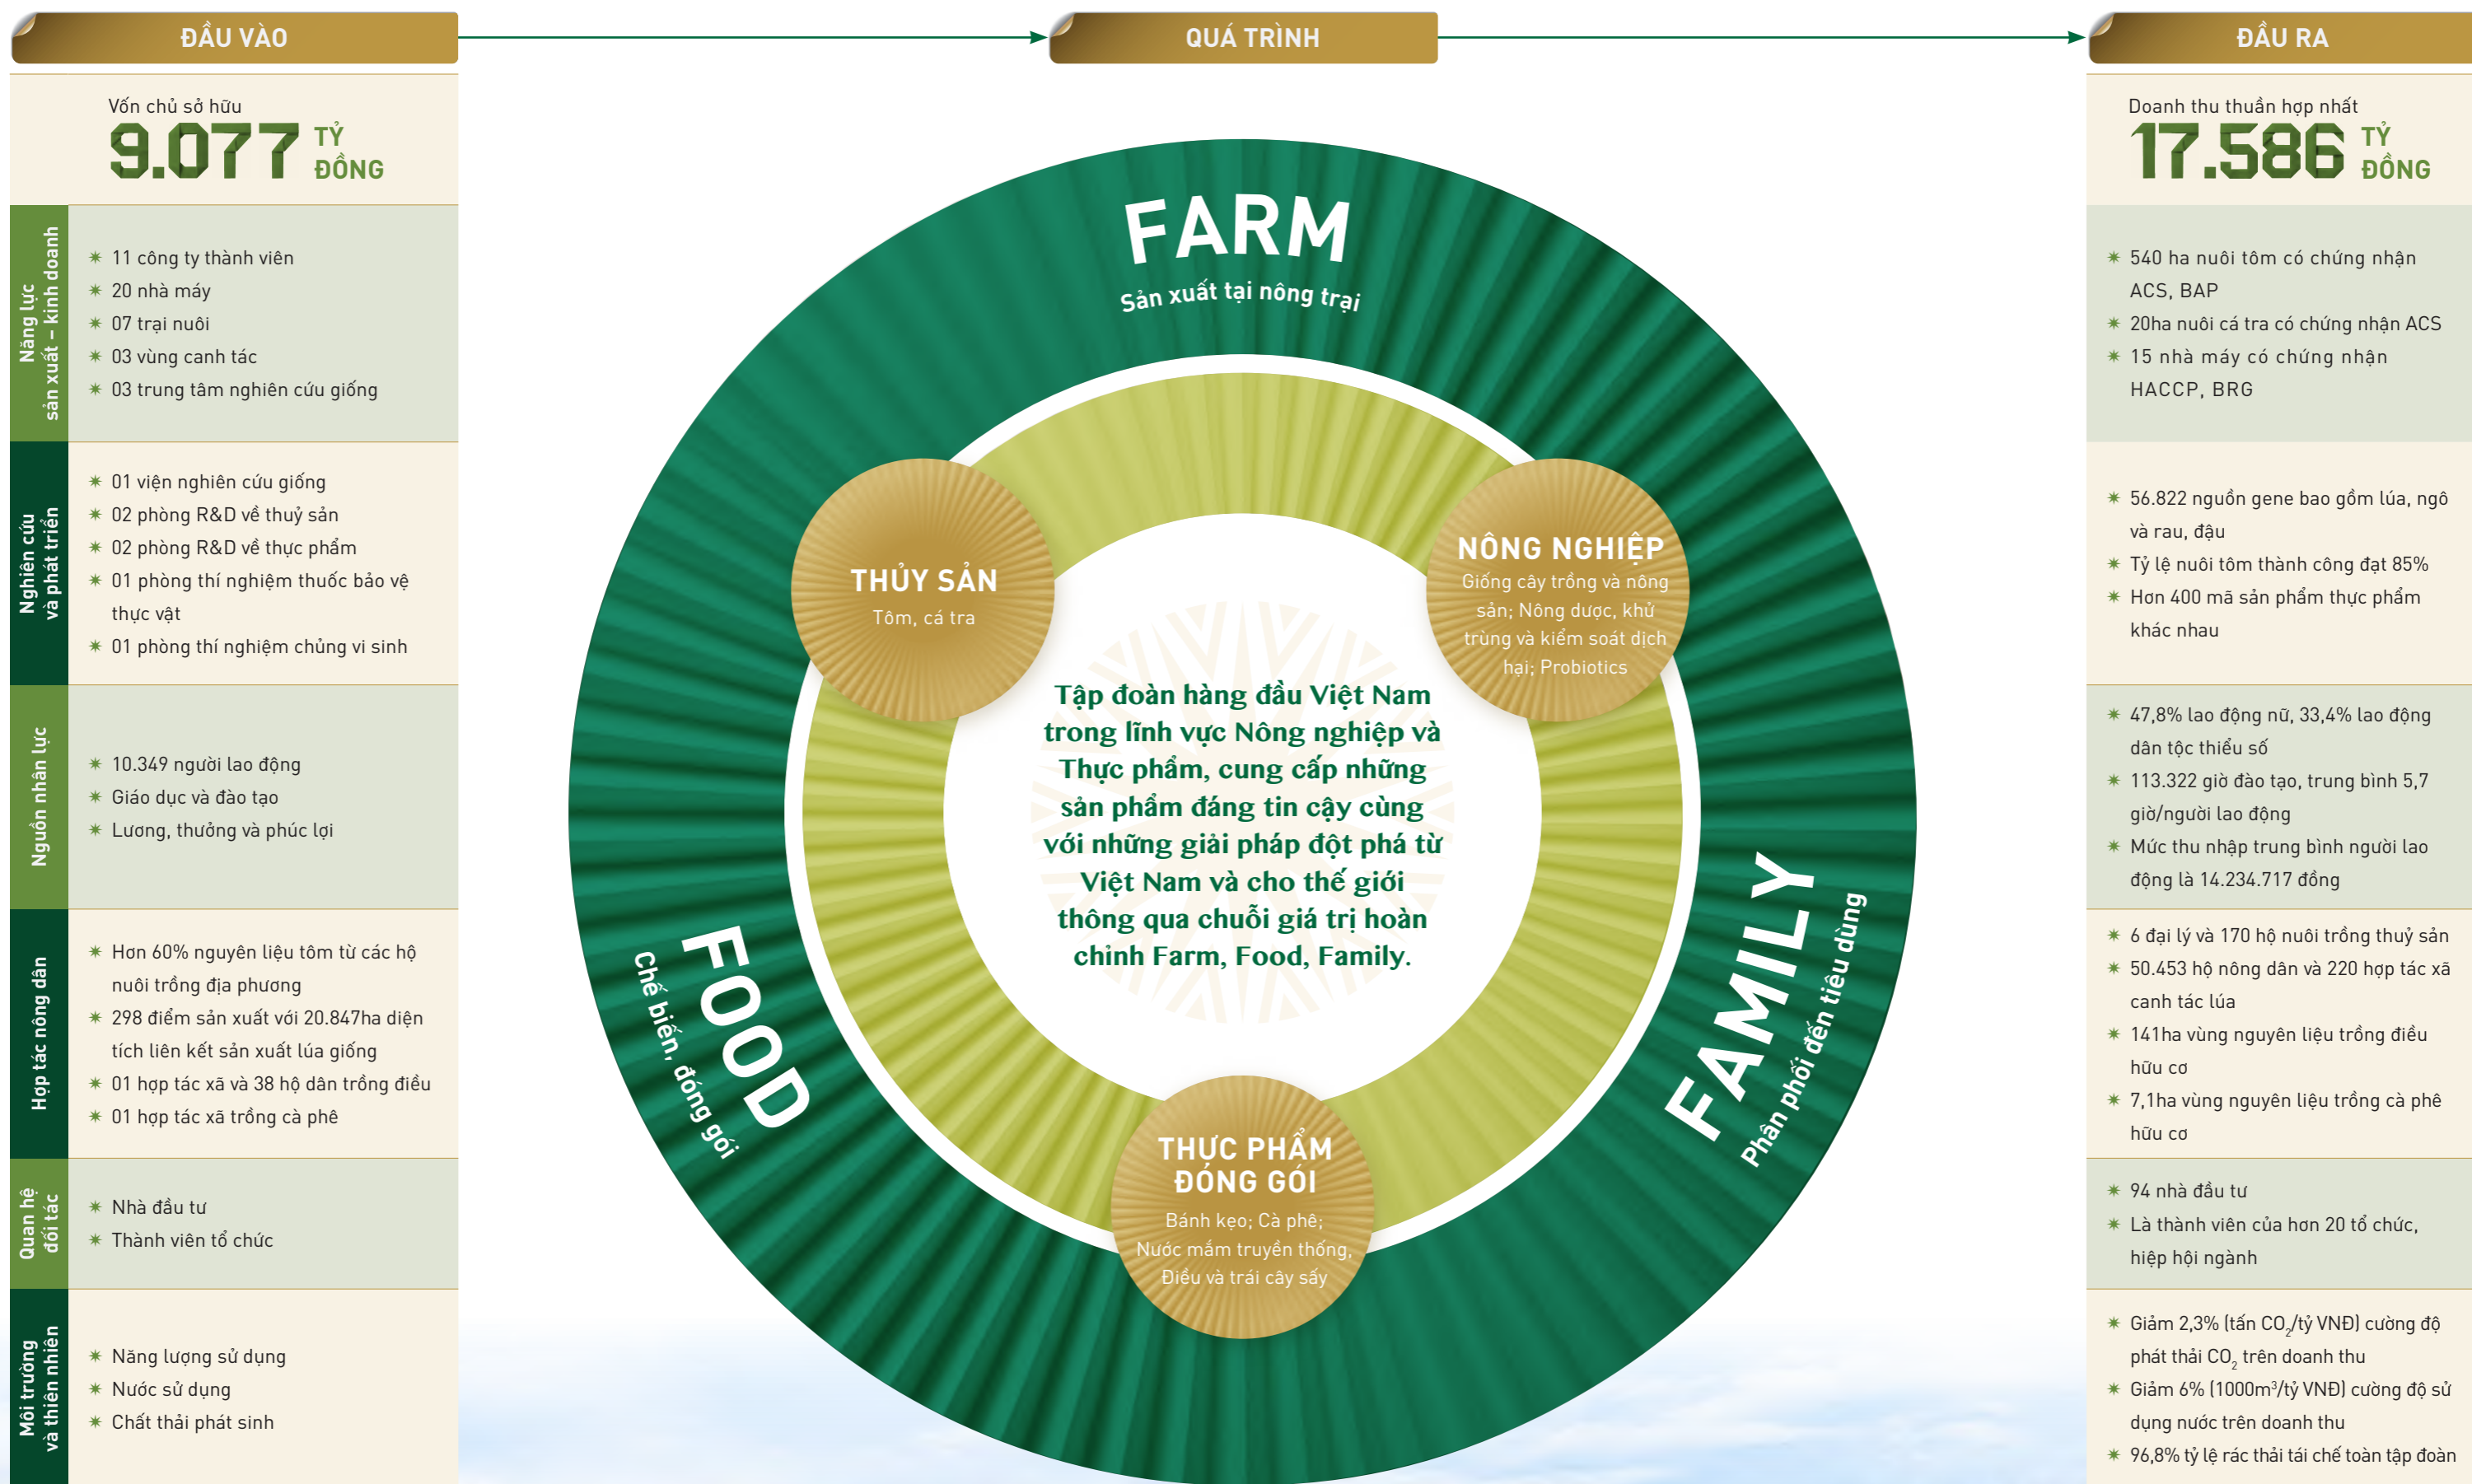 ĐẦU VÀO
QUÁ TRÌNH
ĐẦU RA
Vốn chủ sở hữu
9.077 TỶ ĐỒNG
Năng lực
sản xuất – kinh doanh
11 công ty thành viên
20 nhà máy
07 trại nuôi
03 vùng canh tác
03 trung tâm nghiên cứu giống
Nghiên cứu
và phát triển
01 viện nghiên cứu giống
02 phòng R&D về thuỷ sản
02 phòng R&D về thực phẩm
01 phòng thí nghiệm thuốc bảo vệ
thực vật
01 phòng thí nghiệm chủng vi sinh
Nguồn nhân lực
10.349 người lao động
Giáo dục và đào tạo
Lương, thưởng và phúc lợi
Hợp tác nông dân
Hơn 60% nguyên liệu tôm từ các hộ
nuôi trồng địa phương
298 điểm sản xuất với 20.847ha diện
tích liên kết sản xuất lúa giống
01 hợp tác xã và 38 hộ dân trồng điều
01 hợp tác xã trồng cà phê
Quan hệ
đối tác
Nhà đầu tư
Thành viên tổ chức
Môi trường
và thiên nhiên
Năng lượng sử dụng
Nước sử dụng
Chất thải phát sinh
FARM
Sản xuất tại nông trại
THỦY SẢN
Tôm, cá tra
NÔNG NGHIỆP
Giống cây trồng và nông
sản; Nông dược, khử
trùng và kiểm soát dịch
hại; Probiotics
Tập đoàn hàng đầu Việt Nam
trong lĩnh vực Nông nghiệp và
Thực phẩm, cung cấp những
sản phẩm đáng tin cậy cùng
với những giải pháp đột phá từ
Việt Nam và cho thế giới
thông qua chuỗi giá trị hoàn
chỉnh Farm, Food, Family.
FOOD
Chế biến, đóng gói
FAMILY
Phân phối đến tiêu dùng
THỰC PHẨM
ĐÓNG GÓI
Bánh kẹo; Cà phê;
Nước mắm truyền thống,
Điều và trái cây sấy
Doanh thu thuần hợp nhất
17.586 TỶ ĐỒNG
540 ha nuôi tôm có chứng nhận
ACS, BAP
20ha nuôi cá tra có chứng nhận ACS
15 nhà máy có chứng nhận
HACCP, BRG
56.822 nguồn gene bao gồm lúa, ngô
và rau, đậu
Tỷ lệ nuôi tôm thành công đạt 85%
Hơn 400 mã sản phẩm thực phẩm
khác nhau
47,8% lao động nữ, 33,4% lao động
dân tộc thiểu số
113.322 giờ đào tạo, trung bình 5,7
giờ/người lao động
Mức thu nhập trung bình người lao
động là 14.234.717 đồng
6 đại lý và 170 hộ nuôi trồng thuỷ sản
50.453 hộ nông dân và 220 hợp tác xã
canh tác lúa
141ha vùng nguyên liệu trồng điều
hữu cơ
7,1ha vùng nguyên liệu trồng cà phê
hữu cơ
94 nhà đầu tư
Là thành viên của hơn 20 tổ chức,
hiệp hội ngành
Giảm 2,3% (tấn CO₂/tỷ VNĐ) cường độ
phát thải CO₂ trên doanh thu
Giảm 6% (1000m³/tỷ VNĐ) cường độ sử
dụng nước trên doanh thu
96,8% tỷ lệ rác thải tái chế toàn tập đoàn